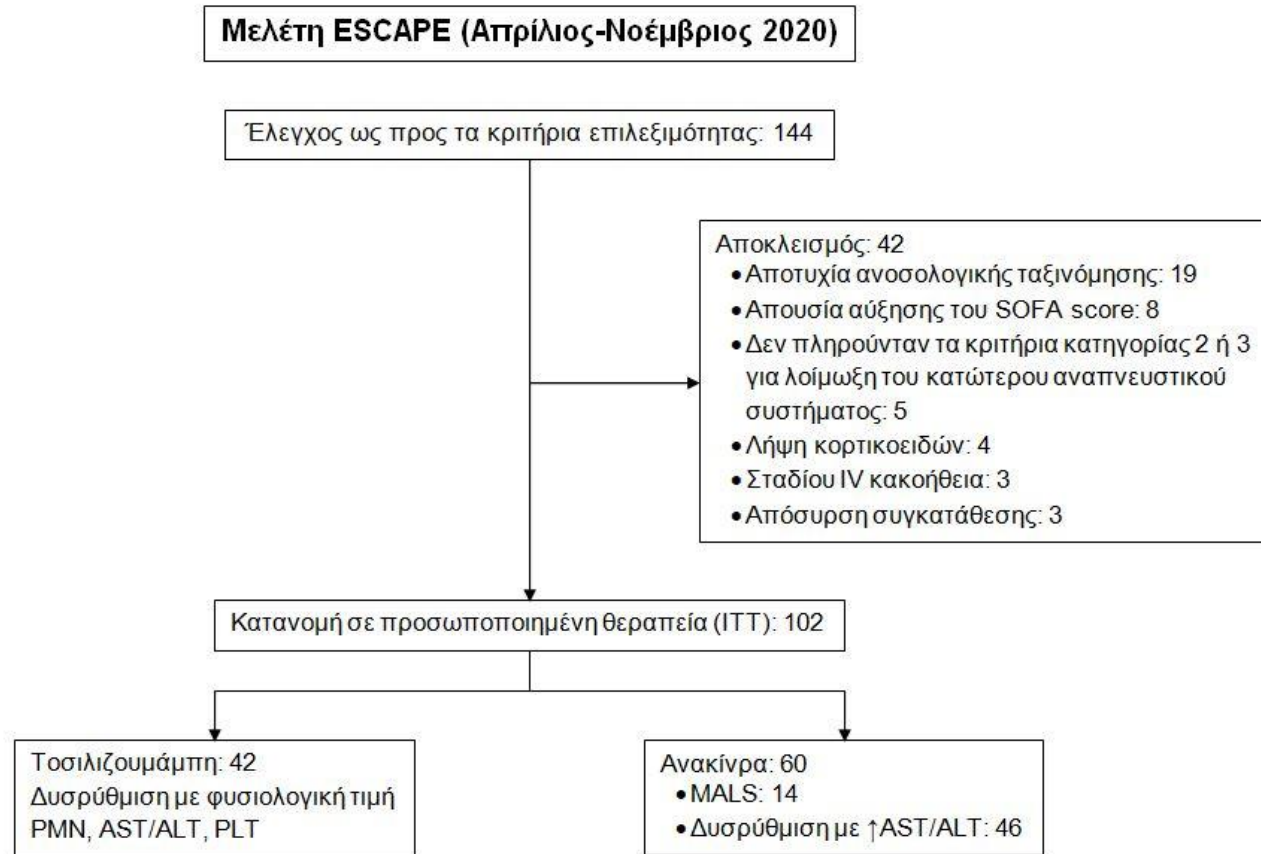 Μελέτη ESCAPE (Απρίλιος-Νοέμβριος 2020)
Έλεγχος ως προς τα κριτήρια επιλεξιμότητας: 144
Αποκλεισμός: 42
• Αποτυχία ανοσολογικής ταξινόμησης: 19
• Απουσία αύξησης του SOFA score: 8
• Δεν πληρούνταν τα κριτήρια κατηγορίας 2 ή 3
για λοίμωξη του κατώτερου αναπνευστικού
συστήματος: 5
• Λήψη κορτικοειδών: 4
• Σταδίου IV κακοήθεια: 3
• Απόσυρση συγκατάθεσης: 3
Κατανομή σε προσωποποιημένη θεραπεία (ITT): 102
Τοσιλιζουμάμπη: 42
Δυσρύθμιση με φυσιολογική τιμή
PMN, AST/ALT, PLT
Ανακίνρα: 60
• MALS: 14
• Δυσρύθμιση με ↑AST/ALT: 46